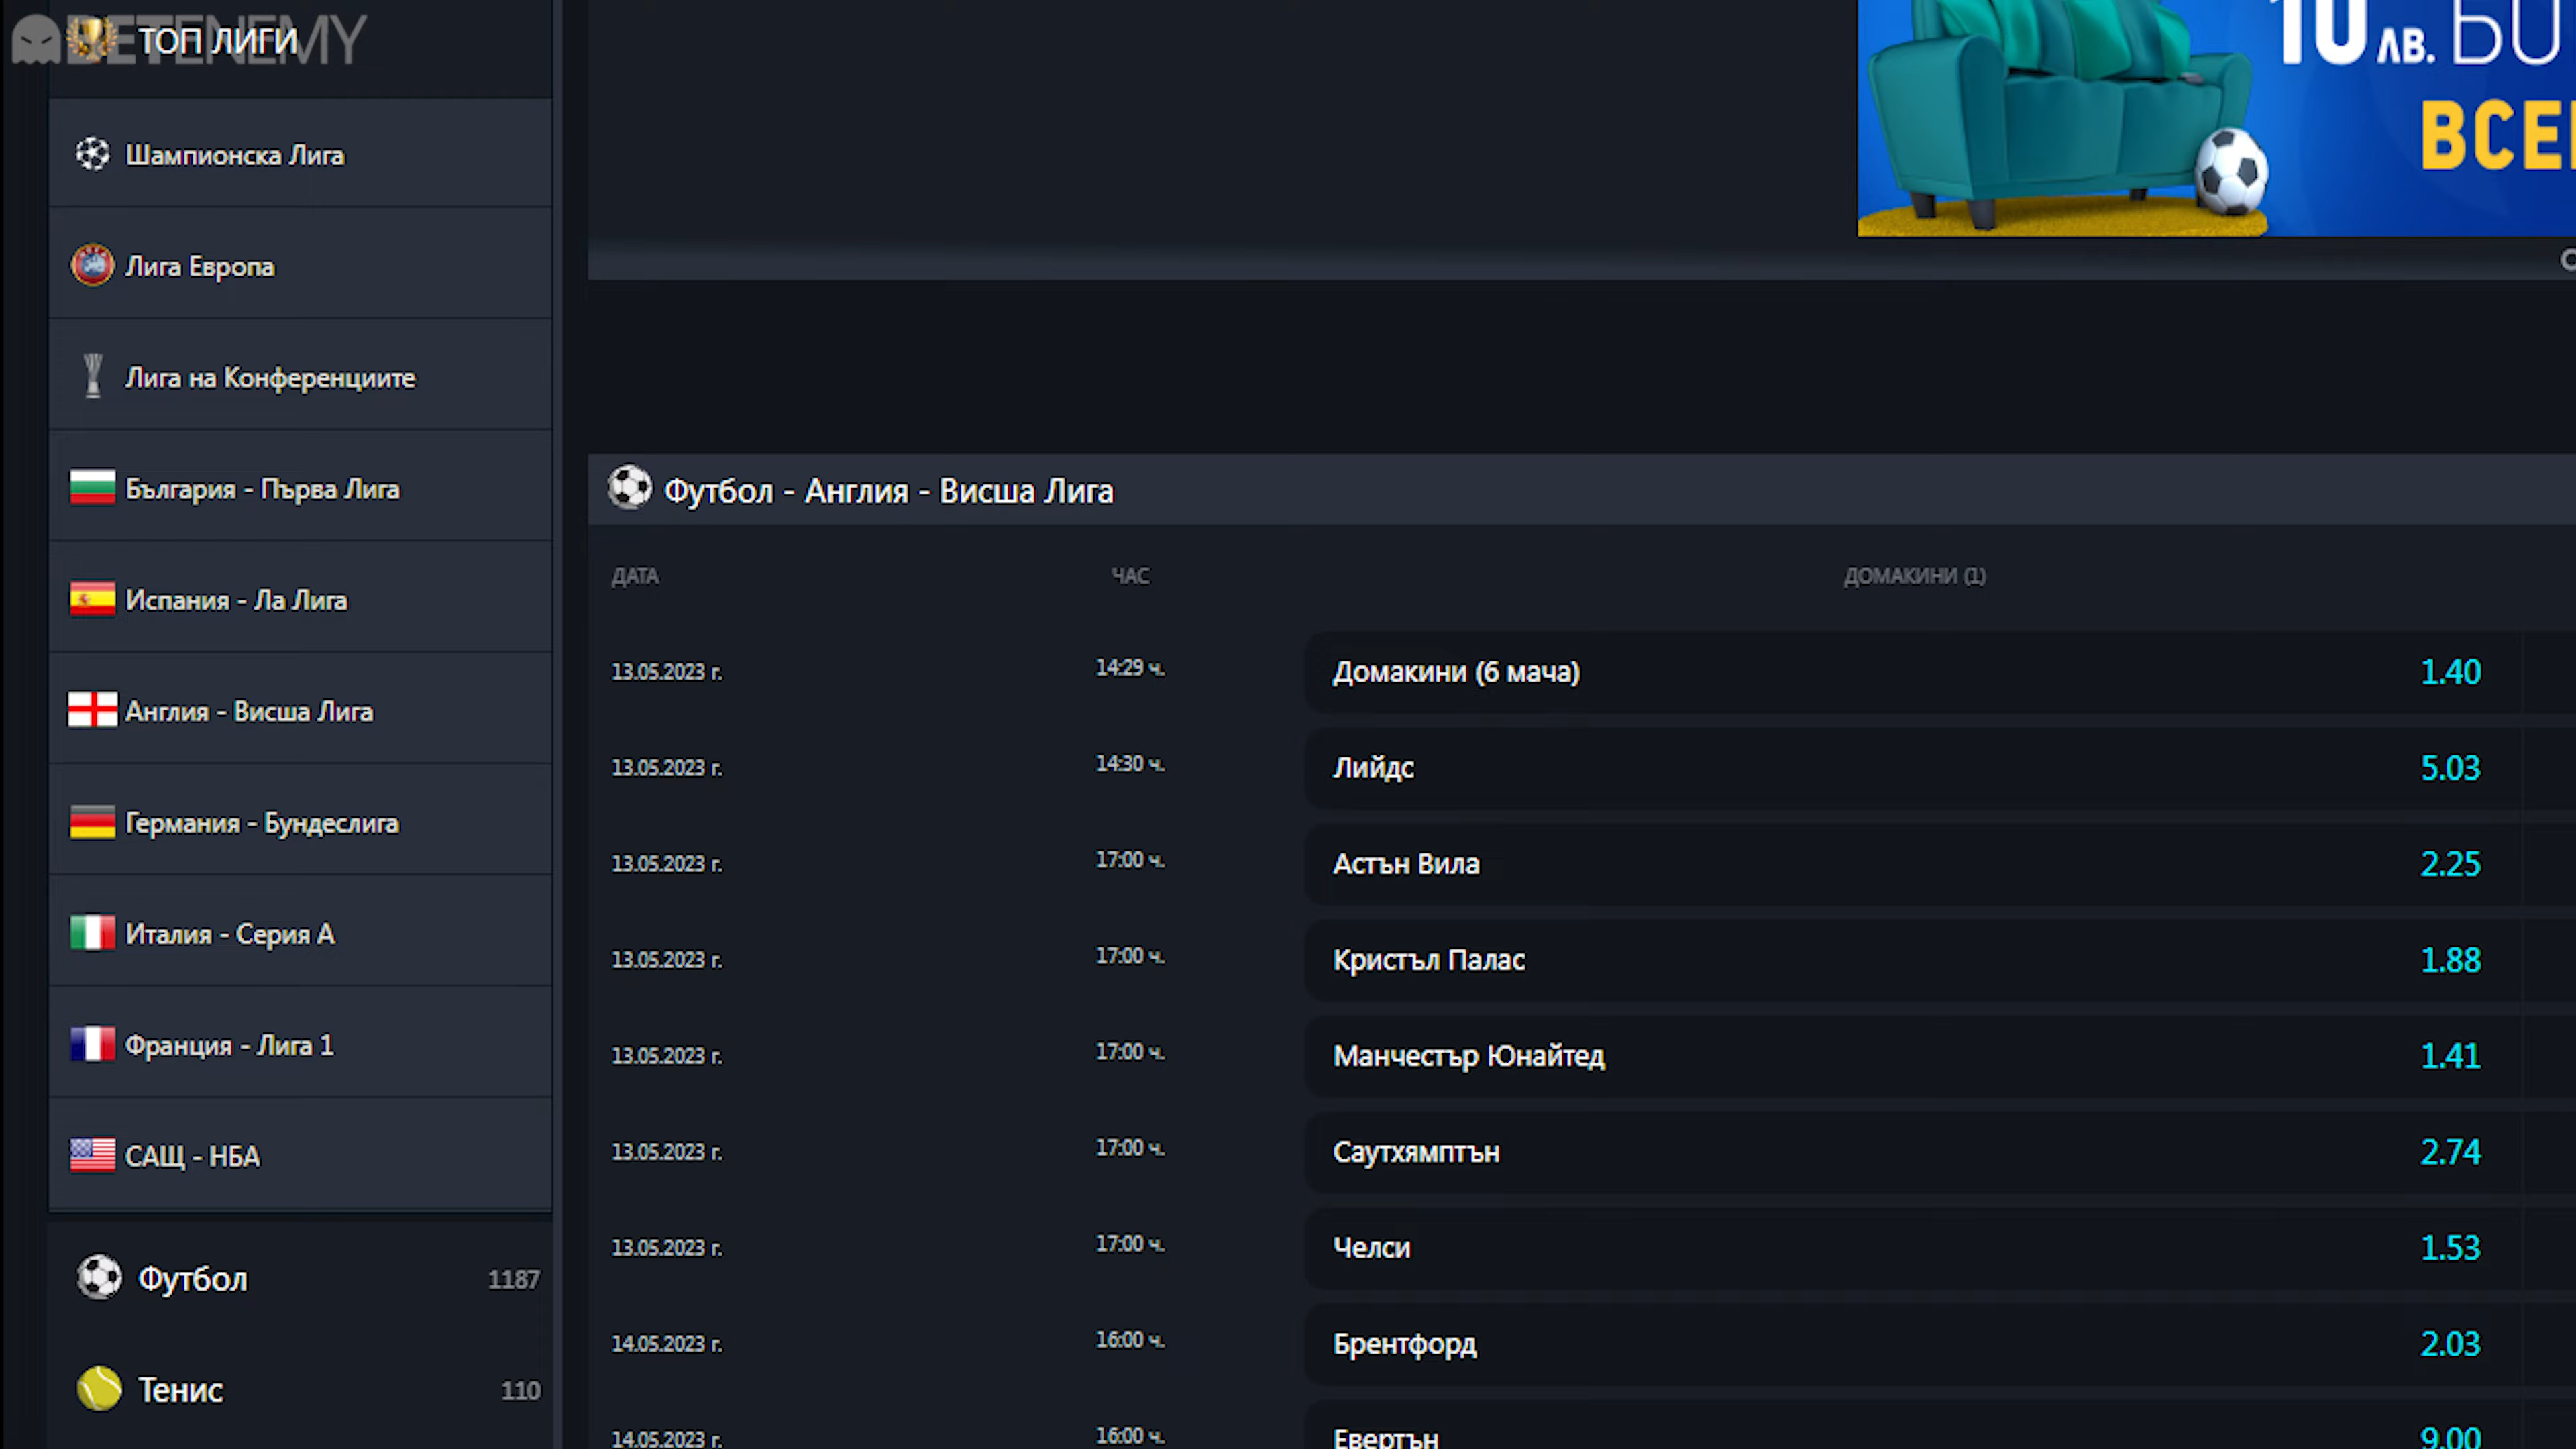 BETENEMY
ТОП ЛИГИ
Шампионска Лига
Лига Европа
Лига на Конференциите
България - Първа Лига
Испания - Ла Лига
Англия - Висша Лига
Германия - Бундеслига
Италия - Серия А
Франция - Лига 1
САЩ - НБА
Футбол 1187
Тенис 110
10 лв.
Футбол - Англия - Висша Лига
ДАТА ЧАС ДОМАКИНИ (1)
13.05.2023 г. 14:29 ч. Домакини (6 мача) 1.40
13.05.2023 г. 14:30 ч. Лийдс 5.03
13.05.2023 г. 17:00 ч. Астън Вила 2.25
13.05.2023 г. 17:00 ч. Кристъл Палас 1.88
13.05.2023 г. 17:00 ч. Манчестър Юнайтед 1.41
13.05.2023 г. 17:00 ч. Саутхямптън 2.74
13.05.2023 г. 17:00 ч. Челси 1.53
14.05.2023 г. 16:00 ч. Брентфорд 2.03
14.05.2023 г. 16:00 ч. Евертън 9.00